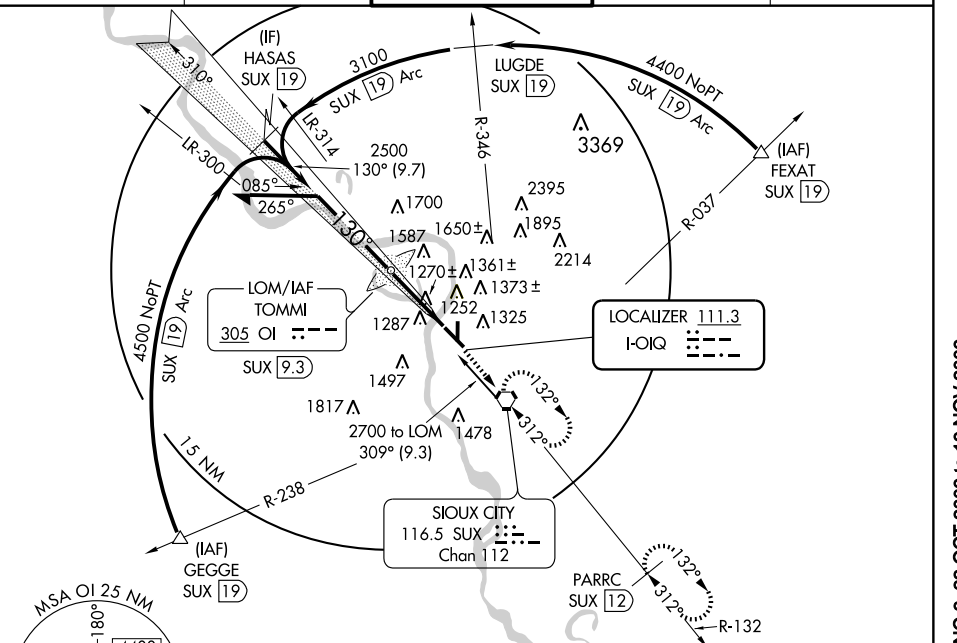 (IF)
HASAS
SUX 19
310°
3100
SUX 19 Arc
LUGDE
SUX 19
4400 NoPT
SUX 19 Arc
(IAF)
FEXAT
SUX 19
R-037
3369
LR-314
R-346
LR-300
2500
130° (9.7)
085°
265°
130°
1700
2395
1650±
1895
1587
2214
1270±
1361±
1373±
1252
1287
1325
LOM/IAF
TOMMI
305 OI
SUX 9.3
LOCALIZER 111.3
I-OIQ
4500 NoPT
SUX 19 Arc
1497
1817
1478
132°
312°
2700 to LOM
309° (9.3)
15 NM
R-238
SIOUX CITY
116.5 SUX
Chan 112
(IAF)
GEGGE
SUX 19
PARRC
SUX 12
132°
312°
R-132
MSA OI 25 NM